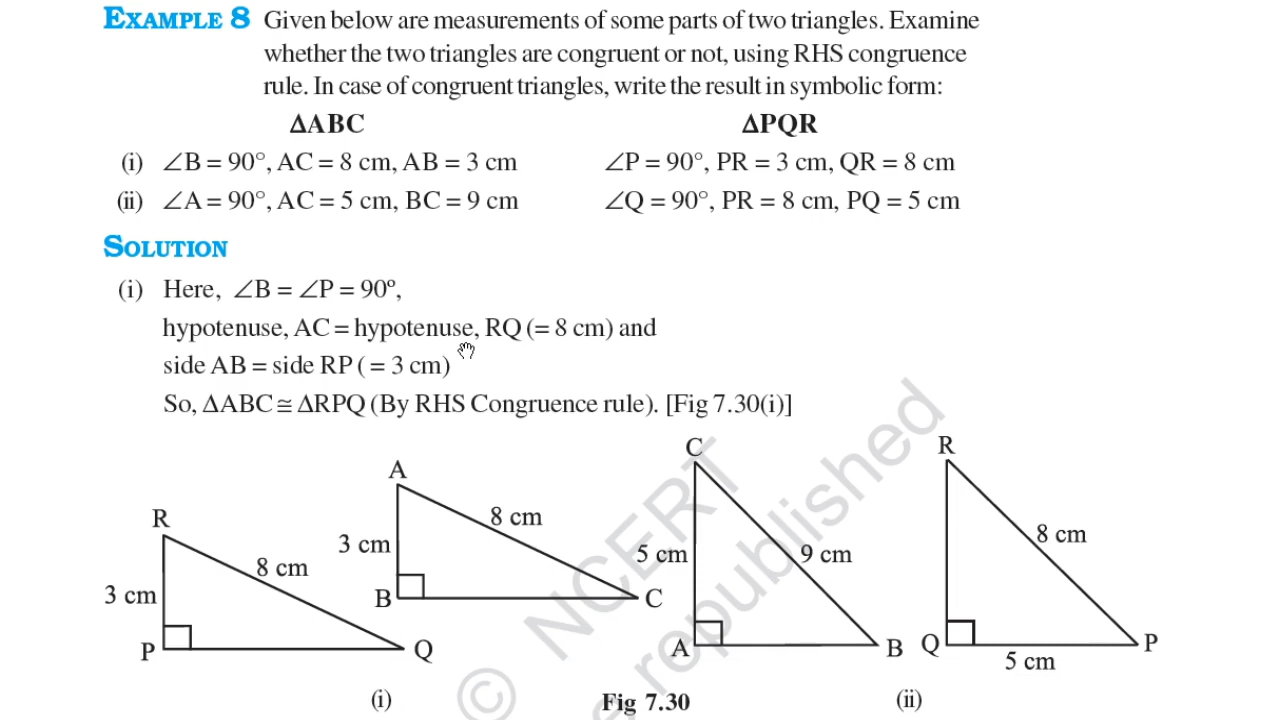 EXAMPLE 8 Given below are measurements of some parts of two triangles. Examine
whether the two triangles are congruent or not, using RHS congruence
rule. In case of congruent triangles, write the result in symbolic form:
ΔABC ΔPQR
(i) ∠B = 90°, AC = 8 cm, AB = 3 cm ∠P = 90°, PR = 3 cm, QR = 8 cm
(ii) ∠A = 90°, AC = 5 cm, BC = 9 cm ∠Q = 90°, PR = 8 cm, PQ = 5 cm
SOLUTION
(i) Here, ∠B = ∠P = 90º,
hypotenuse, AC = hypotenuse, RQ (= 8 cm) and
side AB = side RP ( = 3 cm)
So, ΔABC ≅ ΔRPQ (By RHS Congruence rule). [Fig 7.30(i)]
R
8 cm
3 cm
P
Q
A
8 cm
3 cm
B
C
C
5 cm
9 cm
A
B
R
8 cm
Q
P
5 cm
(i) Fig 7.30 (ii)
© NCERT
republished